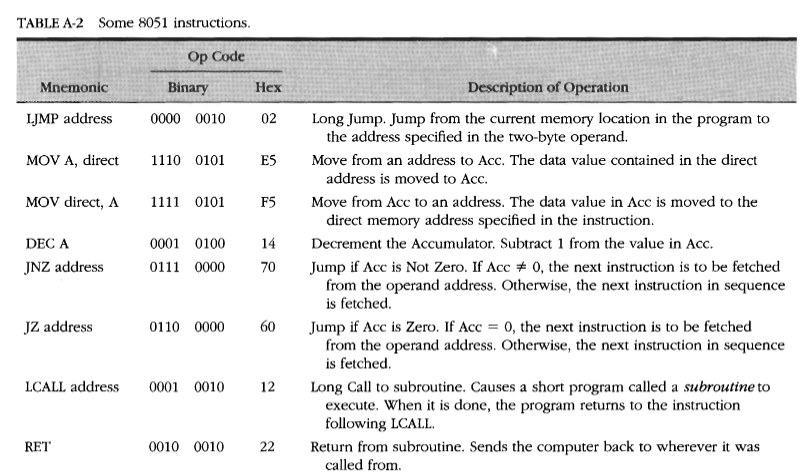 TABLE A-2 Some 8051 instructions.
Op Code
Mnemonic Binary Hex Description of Operation
LJMP address 0000 0010 02 Long Jump. Jump from the current memory location in the program to
the address specified in the two-byte operand.
MOV A, direct 1110 0101 E5 Move from an address to Acc. The data value contained in the direct
address is moved to Acc.
MOV direct, A 1111 0101 F5 Move from Acc to an address. The data value in Acc is moved to the
direct memory address specified in the instruction.
DEC A 0001 0100 14 Decrement the Accumulator. Subtract 1 from the value in Acc.
JNZ address 0111 0000 70 Jump if Acc is Not Zero. If Acc ≠ 0, the next instruction is to be fetched
from the operand address. Otherwise, the next instruction in sequence
is fetched.
JZ address 0110 0000 60 Jump if Acc is Zero. If Acc = 0, the next instruction is to be fetched
from the operand address. Otherwise, the next instruction in sequence
is fetched.
LCALL address 0001 0010 12 Long Call to subroutine. Causes a short program called a subroutine to
execute. When it is done, the program returns to the instruction
following LCALL.
RET 0010 0010 22 Return from subroutine. Sends the computer back to wherever it was
called from.